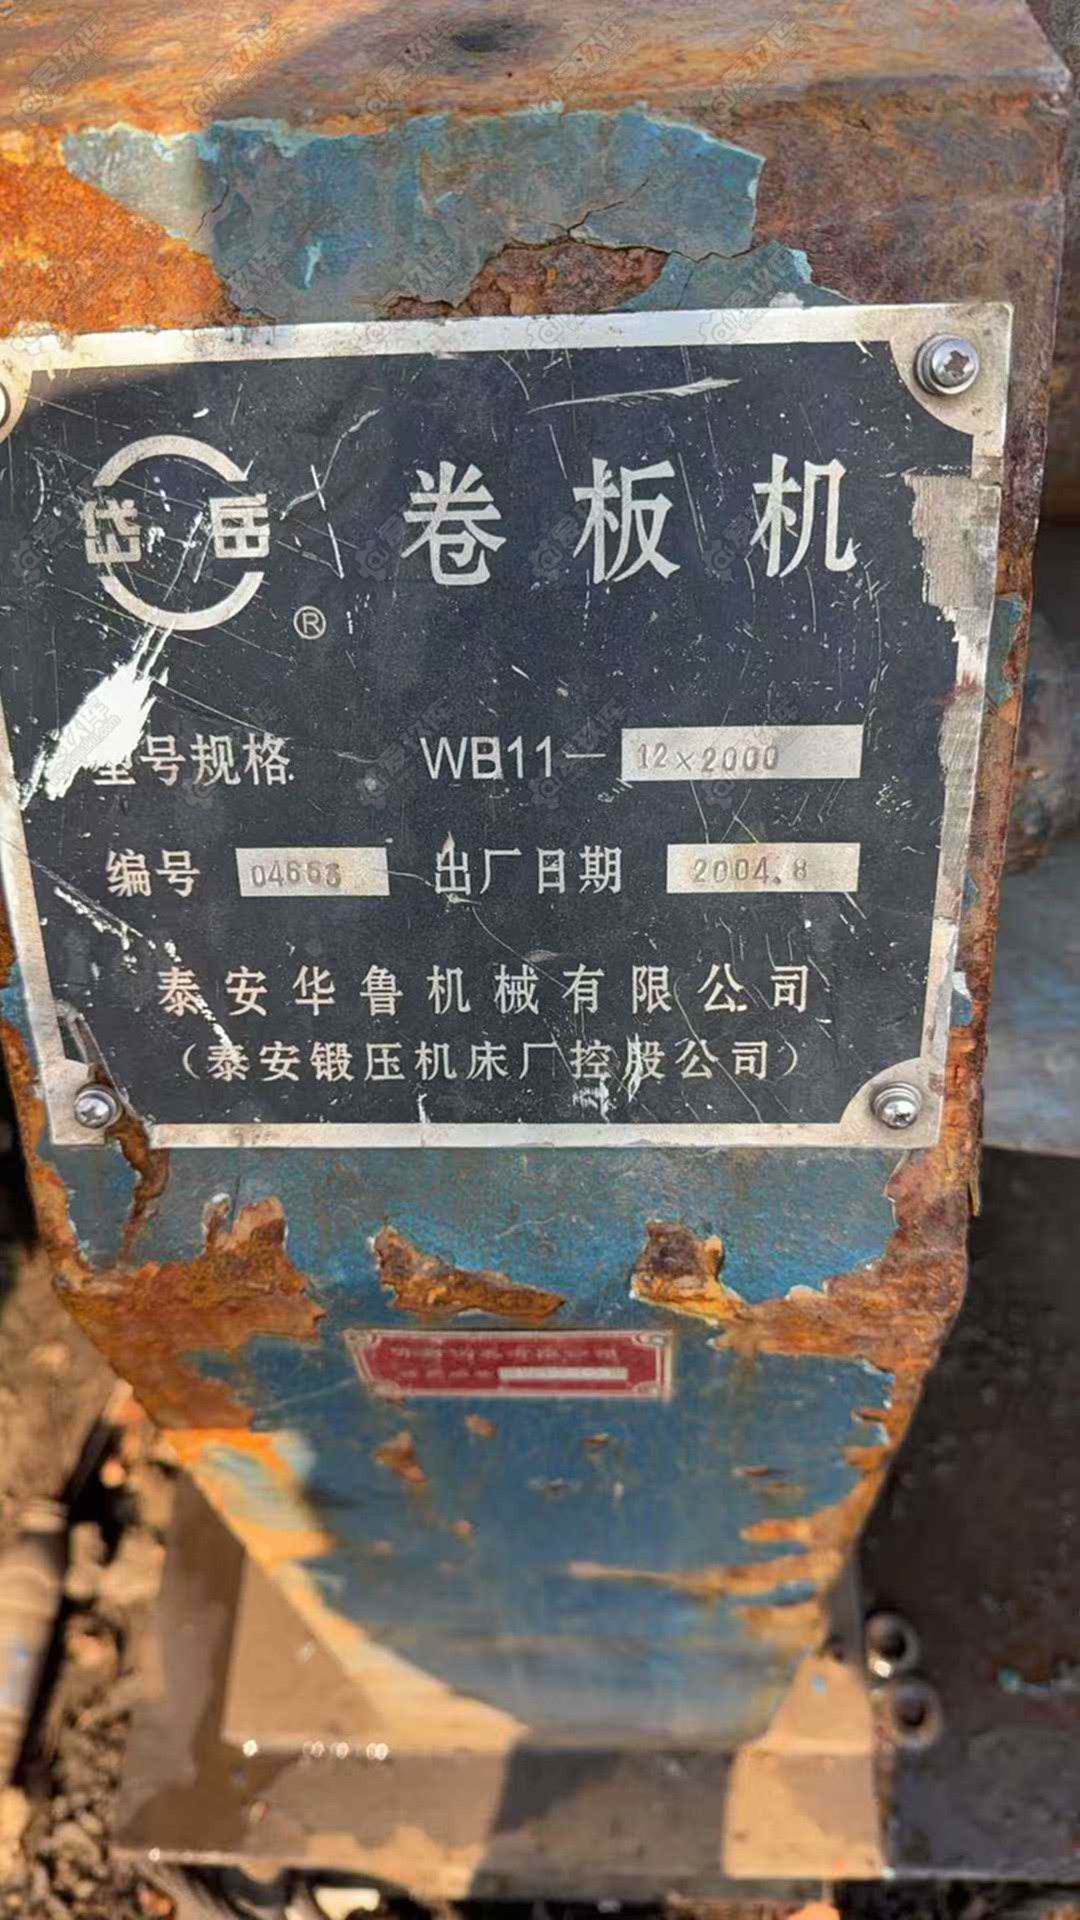 岱岳 ® 卷板机
型号规格 WB11- 12×2000
编号 04663 出厂日期 2004.8
泰安华鲁机械有限公司
（泰安锻压机床厂控股公司）